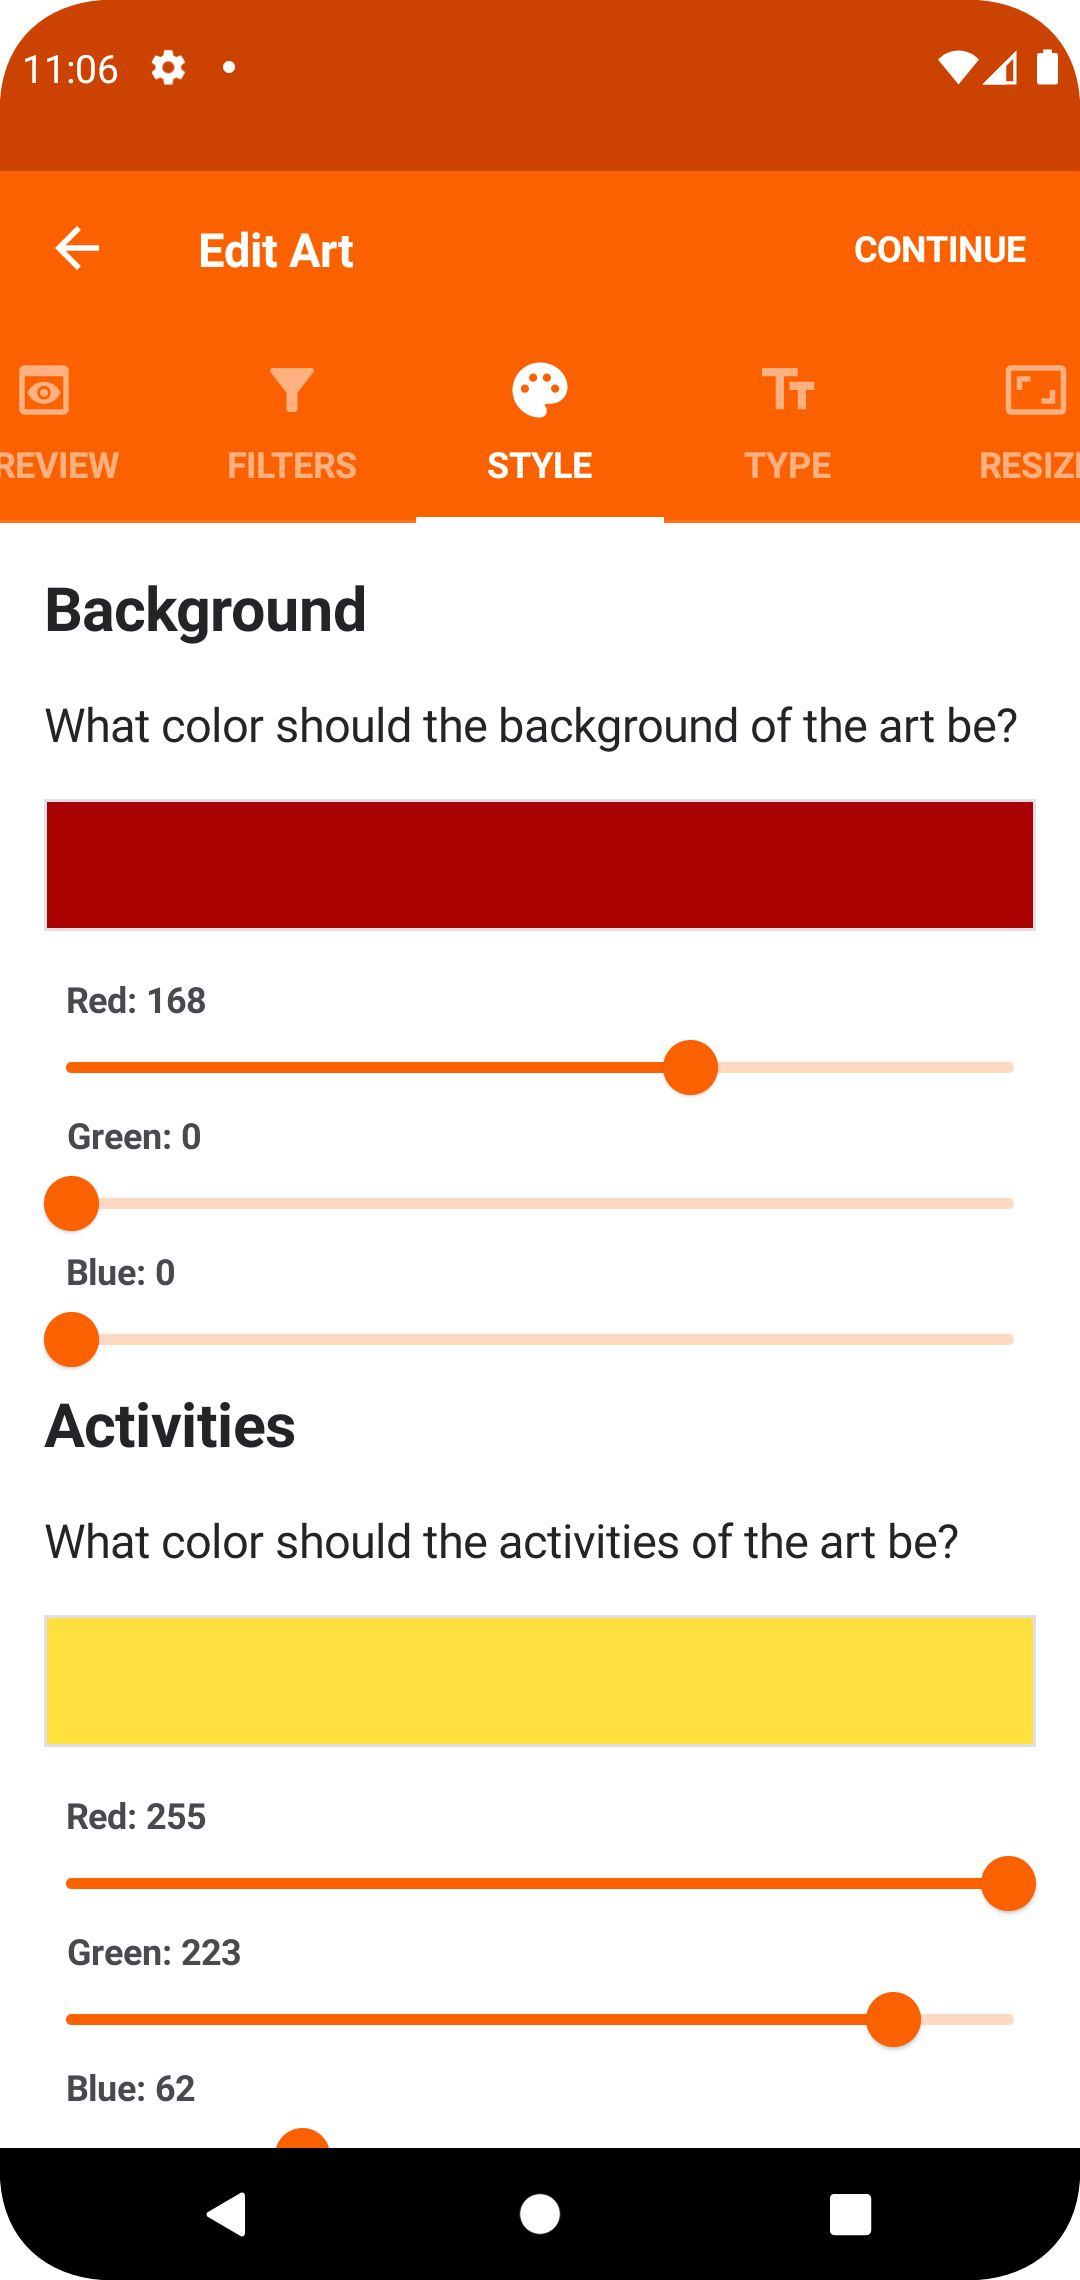 11:06
Edit Art
CONTINUE
REVIEW
FILTERS
STYLE
TYPE
RESIZ
Background
What color should the background of the art be?
Red: 168
Green: 0
Blue: 0
Activities
What color should the activities of the art be?
Red: 255
Green: 223
Blue: 62